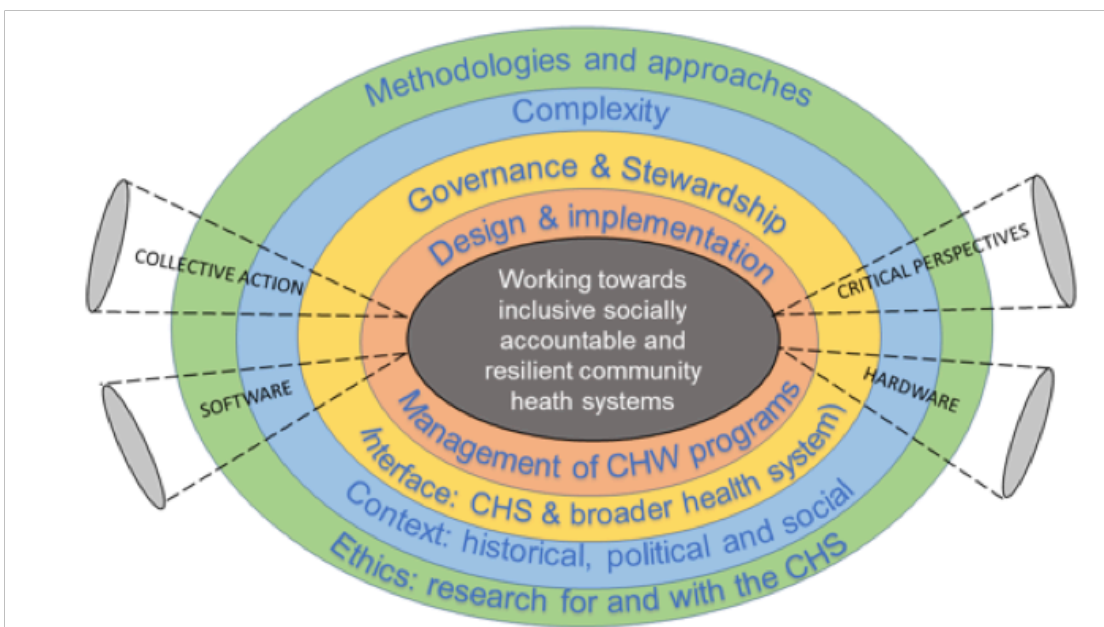 Methodologies and approaches
Complexity
Governance & Stewardship
Design & implementation
Working towards
inclusive socially
accountable and
resilient community
heath systems
COLLECTIVE ACTION
CRITICAL PERSPECTIVES
SOFTWARE
HARDWARE
Management of CHW programs
Interface: CHS & broader health system)
Context: historical, political and social
Ethics: research for and with the CHS